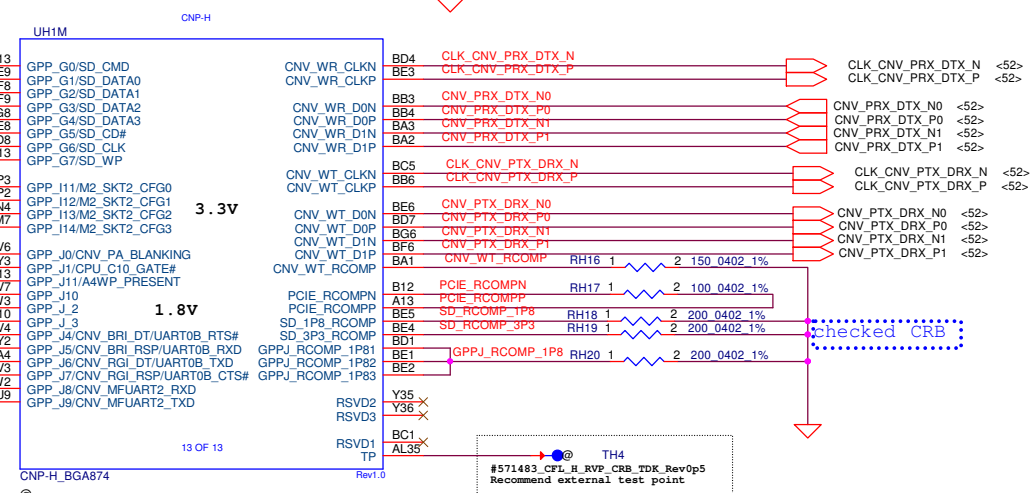 CNP-H
UH1M
GPP_G0/SD_CMD
GPP_G1/SD_DATA0
GPP_G2/SD_DATA1
GPP_G3/SD_DATA2
GPP_G4/SD_DATA3
GPP_G5/SD_CD#
GPP_G6/SD_CLK
GPP_G7/SD_WP
GPP_I11/M2_SKT2_CFG0
GPP_I12/M2_SKT2_CFG1
GPP_I13/M2_SKT2_CFG2
GPP_I14/M2_SKT2_CFG3
3.3V
GPP_J0/CNV_PA_BLANKING
GPP_J1/CPU_C10_GATE#
GPP_J11/A4WP_PRESENT
GPP_J10
GPP_J_2
GPP_J_3
1.8V
GPP_J4/CNV_BRI_DT/UART0B_RTS#
GPP_J5/CNV_BRI_RSP/UART0B_RXD
GPP_J6/CNV_RGI_DT/UART0B_TXD
GPP_J7/CNV_RGI_RSP/UART0B_CTS#
GPP_J8/CNV_MFUART2_RXD
GPP_J9/CNV_MFUART2_TXD
CNV_WR_CLKN BD4 CLK_CNV_PRX_DTX_N CLK_CNV_PRX_DTX_N <52>
CNV_WR_CLKP BE3 CLK_CNV_PRX_DTX_P CLK_CNV_PRX_DTX_P <52>
CNV_WR_D0N BB3 CNV_PRX_DTX_N0 CNV_PRX_DTX_N0 <52>
CNV_WR_D0P BB4 CNV_PRX_DTX_P0 CNV_PRX_DTX_P0 <52>
CNV_WR_D1N BA3 CNV_PRX_DTX_N1 CNV_PRX_DTX_N1 <52>
CNV_WR_D1P BA2 CNV_PRX_DTX_P1 CNV_PRX_DTX_P1 <52>
CNV_WT_CLKN BC5 CLK_CNV_PTX_DRX_N CLK_CNV_PTX_DRX_N <52>
CNV_WT_CLKP BB6 CLK_CNV_PTX_DRX_P CLK_CNV_PTX_DRX_P <52>
CNV_WT_D0N BE6 CNV_PTX_DRX_N0 CNV_PTX_DRX_N0 <52>
CNV_WT_D0P BD7 CNV_PTX_DRX_P0 CNV_PTX_DRX_P0 <52>
CNV_WT_D1N BG6 CNV_PTX_DRX_N1 CNV_PTX_DRX_N1 <52>
CNV_WT_D1P BF6 CNV_PTX_DRX_P1 CNV_PTX_DRX_P1 <52>
CNV_WT_RCOMP BA1 CNV_WT_RCOMP RH16 1 2 150_0402_1%
PCIE_RCOMPN B12 PCIE_RCOMPN RH17 1 2 100_0402_1%
PCIE_RCOMPP A13 PCIE_RCOMPP
SD_1P8_RCOMP BE5 SD_RCOMP_1P8 RH18 1 2 200_0402_1%
SD_3P3_RCOMP BE4 SD_RCOMP_3P3 RH19 1 2 200_0402_1%
checked CRB
GPPJ_RCOMP_1P81 BD1
GPPJ_RCOMP_1P82 BE1 GPPJ_RCOMP_1P8 RH20 1 2 200_0402_1%
GPPJ_RCOMP_1P83 BE2
RSVD2 Y35
RSVD3 Y36
RSVD1 BC1
TP AL35 @ TH4
13 OF 13
CNP-H_BGA874 Rev1.0
#571483_CFL_H_RVP_CRB_TDK_Rev0p5
Recommend external test point